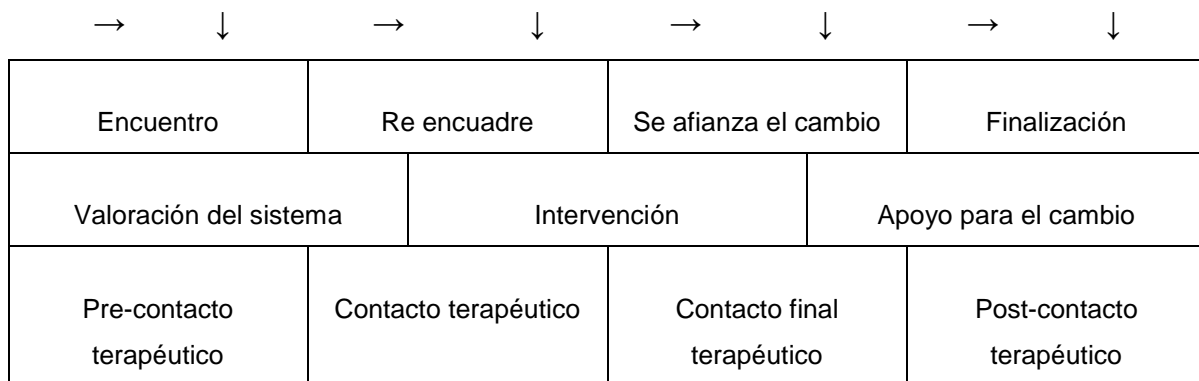 → ↓ → ↓ → ↓ → ↓
Encuentro Re encuadre Se afianza el cambio Finalización
Valoración del sistema Intervención Apoyo para el cambio
Pre-contacto Contacto terapéutico Contacto final Post-contacto
terapéutico terapéutico terapéutico